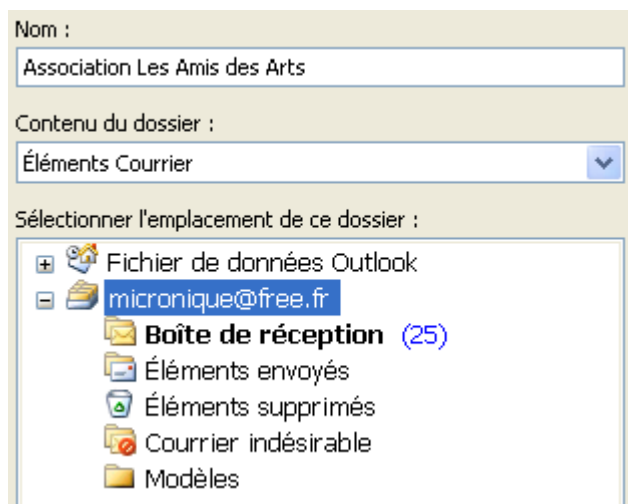 Nom :
Association Les Amis des Arts
Contenu du dossier :
Éléments Courrier
Sélectionner l'emplacement de ce dossier :
Fichier de données Outlook
micronique@free.fr
Boîte de réception (25)
Éléments envoyés
Éléments supprimés
Courrier indésirable
Modèles